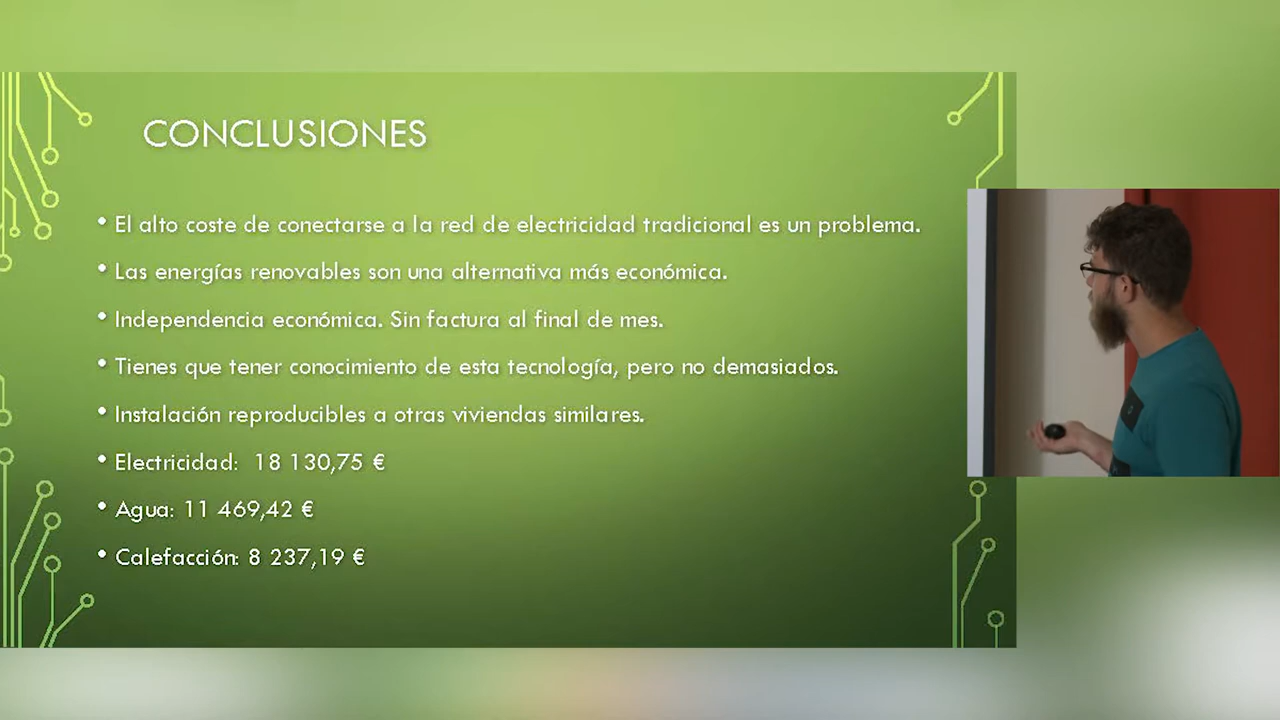 CONCLUSIONES
• El alto coste de conectarse a la red de electricidad tradicional es un problema.
• Las energías renovables son una alternativa más económica.
• Independencia económica. Sin factura al final de mes.
• Tienes que tener conocimiento de esta tecnología, pero no demasiados.
• Instalación reproducibles a otras viviendas similares.
• Electricidad: 18 130,75 €
• Agua: 11 469,42 €
• Calefacción: 8 237,19 €